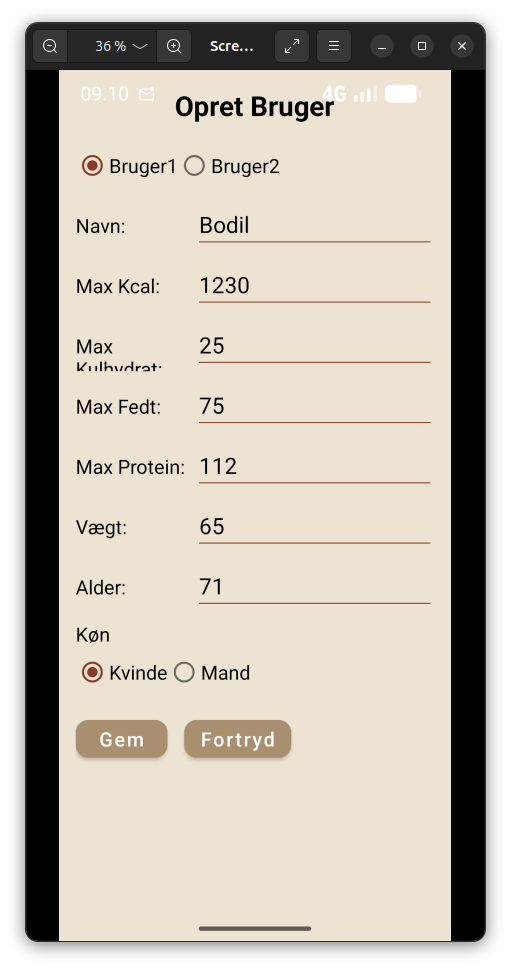 36 % Scre...
09.10 4G
Opret Bruger
Bruger1 Bruger2
Navn: Bodil
Max Kcal: 1230
Max 25
Kulhydrat:
Max Fedt: 75
Max Protein: 112
Vægt: 65
Alder: 71
Køn
Kvinde Mand
Gem Fortryd